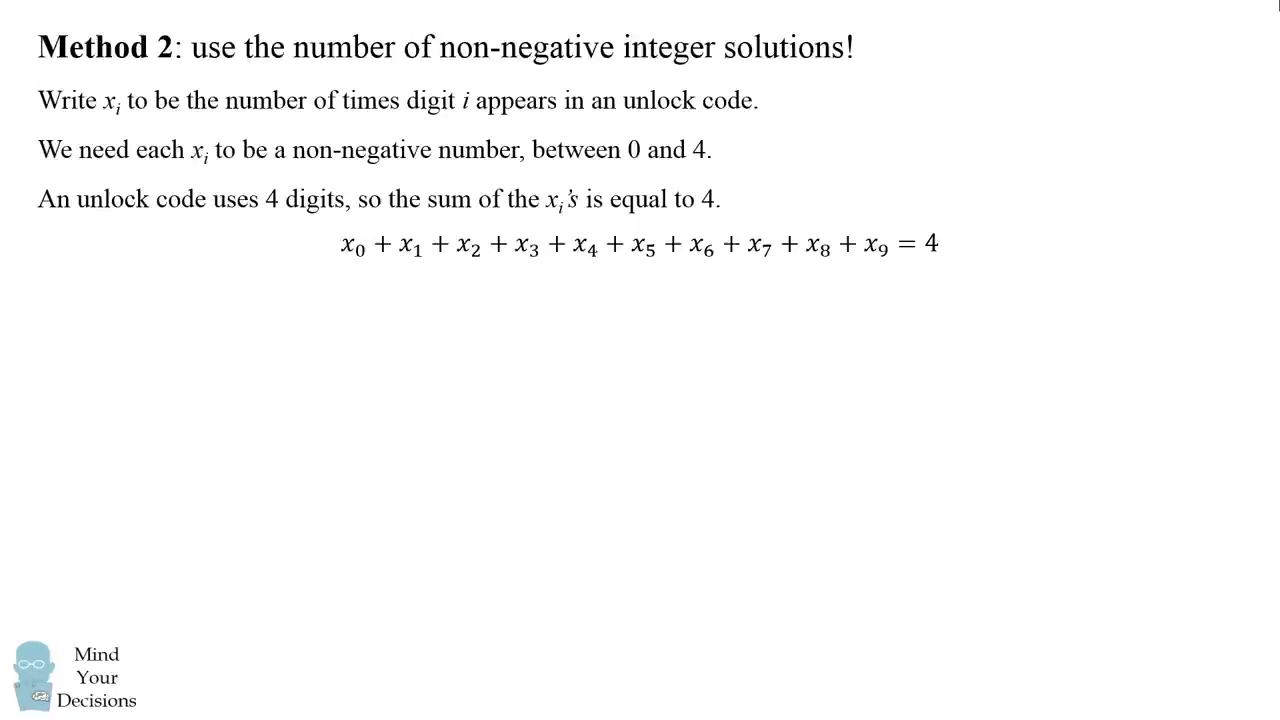 Method 2: use the number of non-negative integer solutions!
Write xᵢ to be the number of times digit i appears in an unlock code.
We need each xᵢ to be a non-negative number, between 0 and 4.
An unlock code uses 4 digits, so the sum of the xᵢ’s is equal to 4.
x₀ + x₁ + x₂ + x₃ + x₄ + x₅ + x₆ + x₇ + x₈ + x₉ = 4
Mind
Your
Decisions